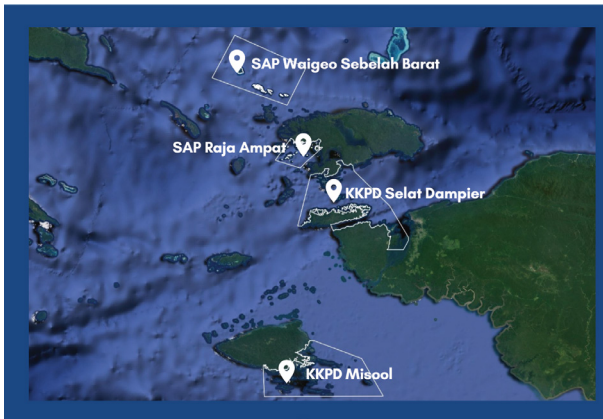 SAP Waigeo Sebelah Barat
SAP Raja Ampat
KKPD Selat Dampier
KKPD Misool